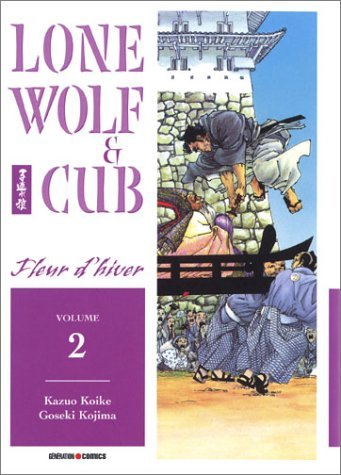 LONE
WOLF
&
CUB
子連れ狼
Fleur d'hiver
VOLUME
2
Kazuo Koike
Goseki Kojima
GÉNÉRATION COMICS